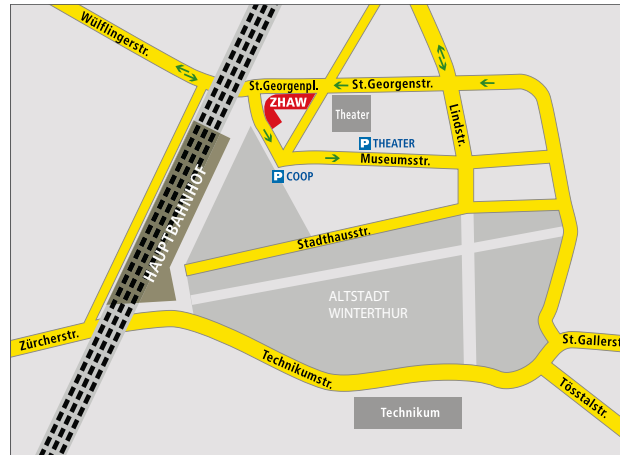 Wülflingerstr.
St.Georgenpl.
St.Georgenstr.
ZHAW
Theater
Lindstr.
P THEATER
Museumsstr.
P COOP
HAUPTBAHNHOF
Stadthausstr.
ALTSTADT
WINTERTHUR
Zürcherstr.
Technikumstr.
St.Gallerst
Tösstalstr.
Technikum